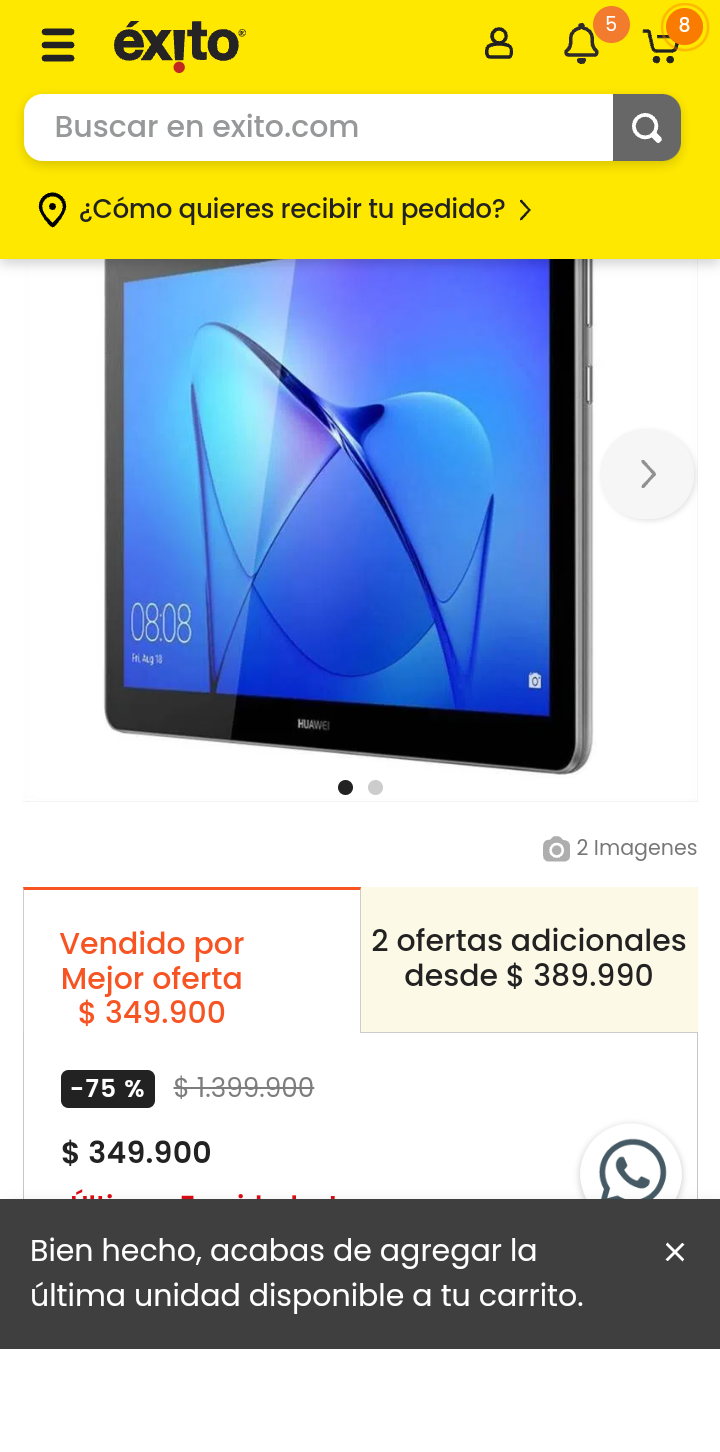 éxito
5
8
Buscar en exito.com
¿Cómo quieres recibir tu pedido?
08:08
Fri, Aug 18
HUAWEI
2 Imagenes
Vendido por
Mejor oferta
$ 349.900
2 ofertas adicionales
desde $ 389.990
-75 %
$ 1.399.900
$ 349.900
Bien hecho, acabas de agregar la
última unidad disponible a tu carrito.